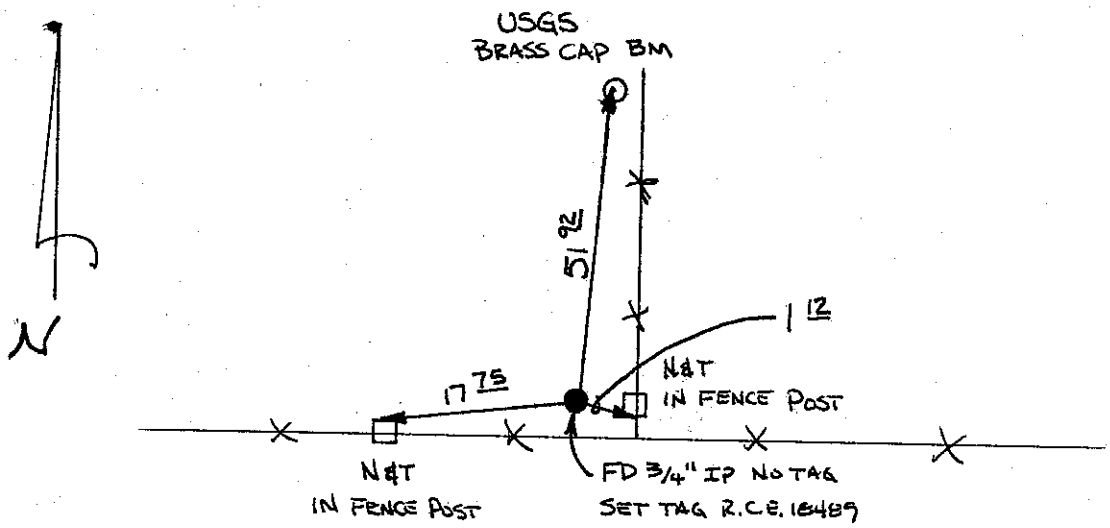 USGS
BRASS CAP BM
51 92
1 12
N&T
IN FENCE POST
17 75
N
N&T
IN FENCE POST
FD 3/4" IP NO TAG
SET TAG R.C.E. 18489